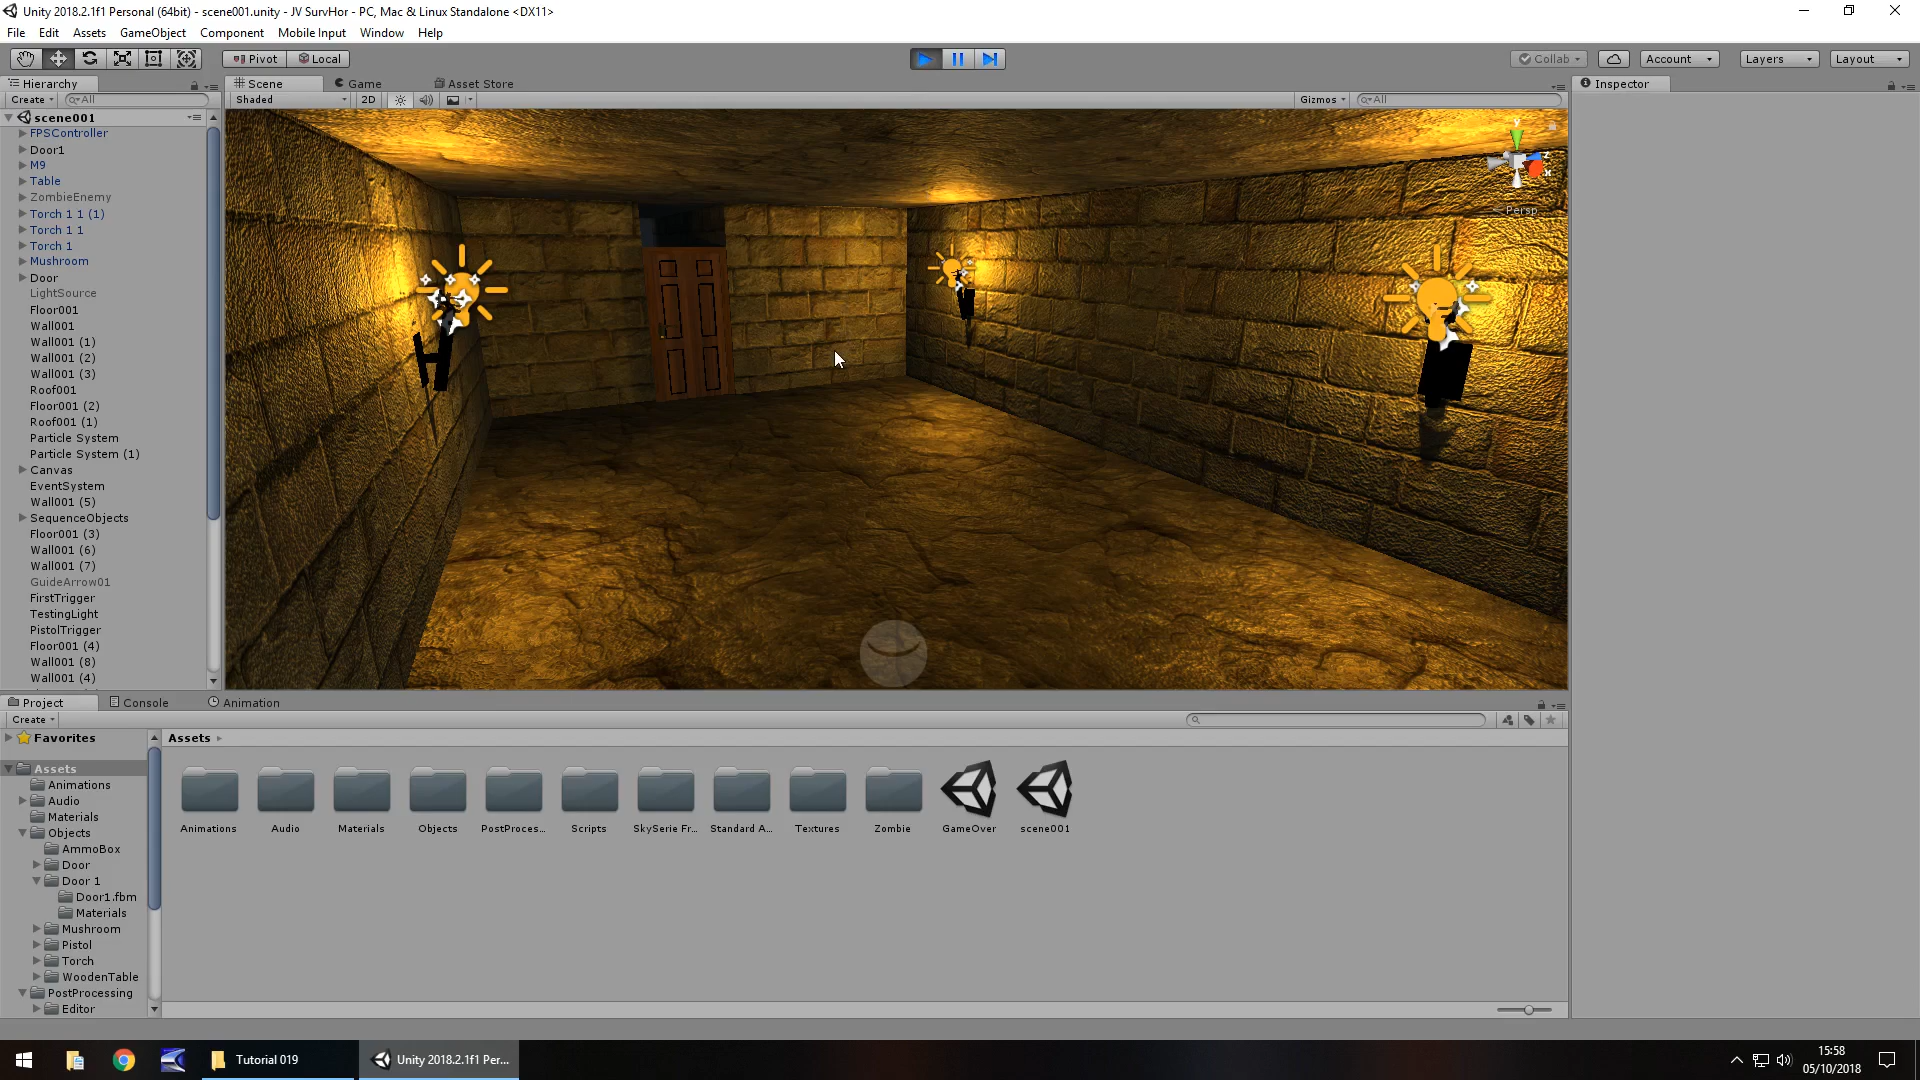 Unity 2018.2.1f1 Personal (64bit) - scene001.unity - JV SurvHor - PC, Mac & Linux Standalone <DX11>
File Edit Assets GameObject Component Mobile Input Window Help
Pivot Local Collab Account Layers Layout
Hierarchy
Create All
scene001
FPSController
Door1
M9
Table
ZombieEnemy
Torch 1 1 (1)
Torch 1 1
Torch 1
Mushroom
Door
LightSource
Floor001
Wall001
Wall001 (1)
Wall001 (2)
Wall001 (3)
Roof001
Floor001 (2)
Roof001 (1)
Particle System
Particle System (1)
Canvas
EventSystem
Wall001 (5)
SequenceObjects
Floor001 (3)
Wall001 (6)
Wall001 (7)
GuideArrow01
FirstTrigger
TestingLight
PistolTrigger
Floor001 (4)
Wall001 (8)
Wall001 (4)
Scene Game Asset Store
Shaded 2D Gizmos All
y
z
x
Persp
Inspector
Project Console Animation
Create
Favorites
Assets
Animations
Audio
Materials
Objects
AmmoBox
Door
Door 1
Door1.fbm
Materials
Mushroom
Pistol
Torch
WoodenTable
PostProcessing
Editor
Assets
Animations Audio Materials Objects PostProces... Scripts SkySerie Fr... Standard A... Textures Zombie GameOver scene001
Tutorial 019
Unity 2018.2.1f1 Per...
15:58
05/10/2018